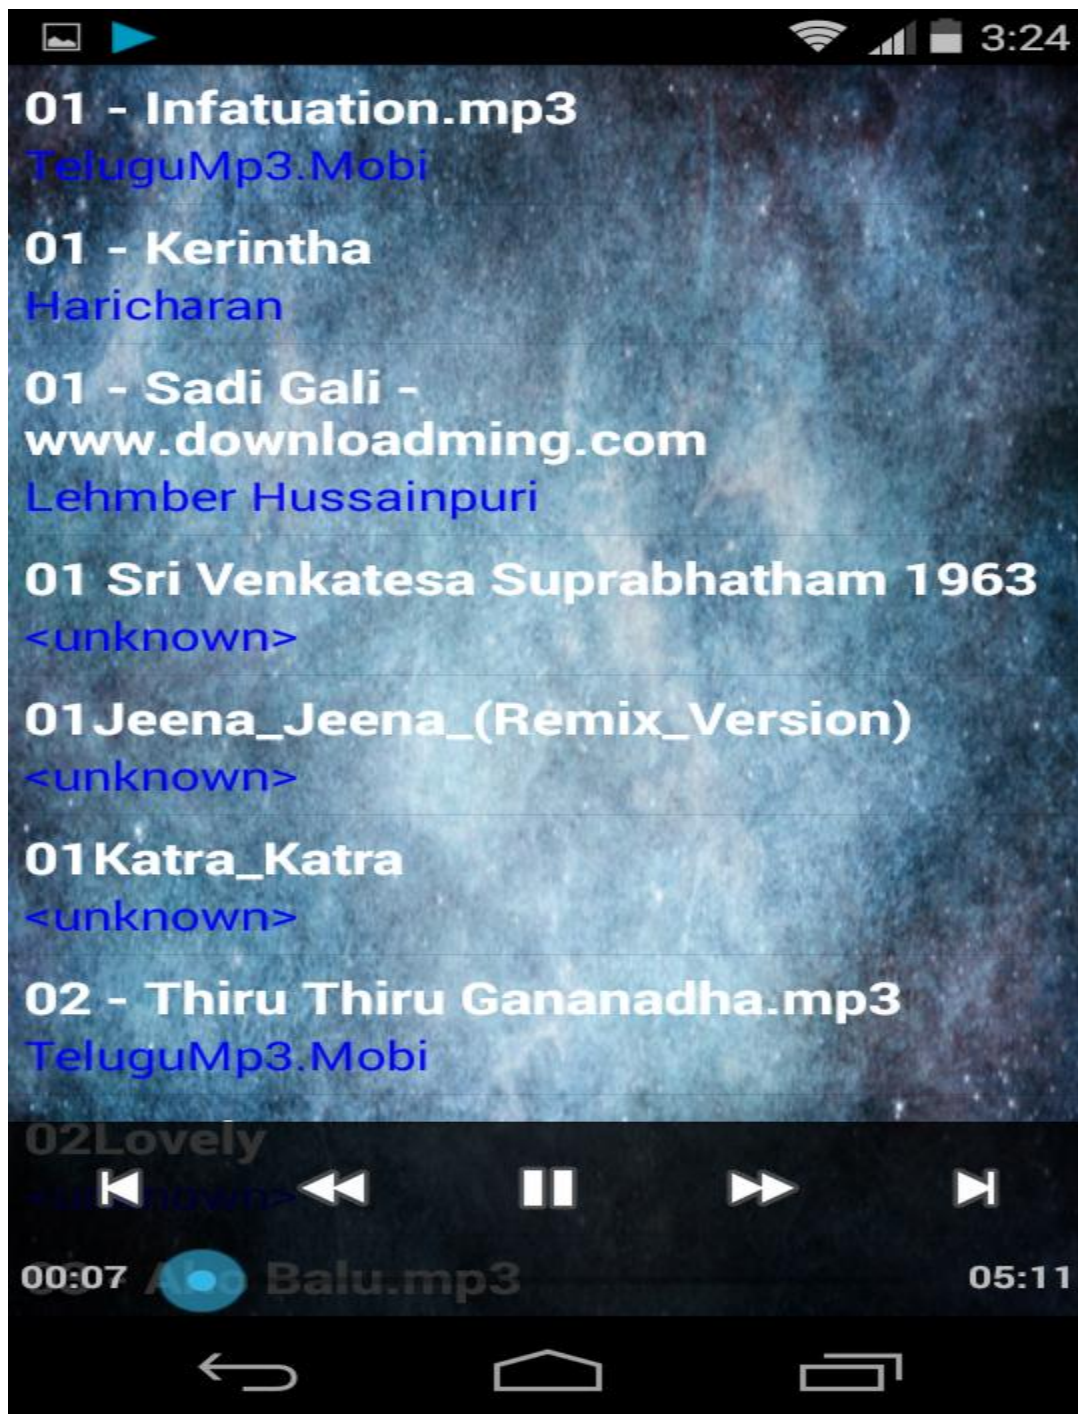 3:24
01 - Infatuation.mp3
TeluguMp3.Mobi
01 - Kerintha
Haricharan
01 - Sadi Gali -
www.downloadming.com
Lehmber Hussainpuri
01 Sri Venkatesa Suprabhatham 1963
<unknown>
01Jeena_Jeena_(Remix_Version)
<unknown>
01Katra_Katra
<unknown>
02 - Thiru Thiru Gananadha.mp3
TeluguMp3.Mobi
02Lovely
<unknown>
00:07
Balu.mp3
05:11